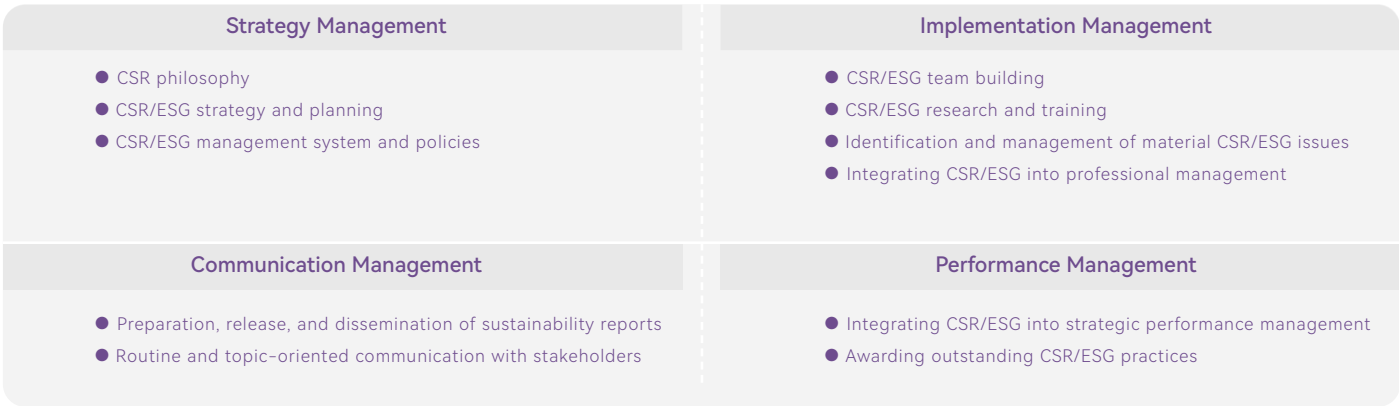 Strategy Management
● CSR philosophy
● CSR/ESG strategy and planning
● CSR/ESG management system and policies
Implementation Management
● CSR/ESG team building
● CSR/ESG research and training
● Identification and management of material CSR/ESG issues
● Integrating CSR/ESG into professional management
Communication Management
● Preparation, release, and dissemination of sustainability reports
● Routine and topic-oriented communication with stakeholders
Performance Management
● Integrating CSR/ESG into strategic performance management
● Awarding outstanding CSR/ESG practices